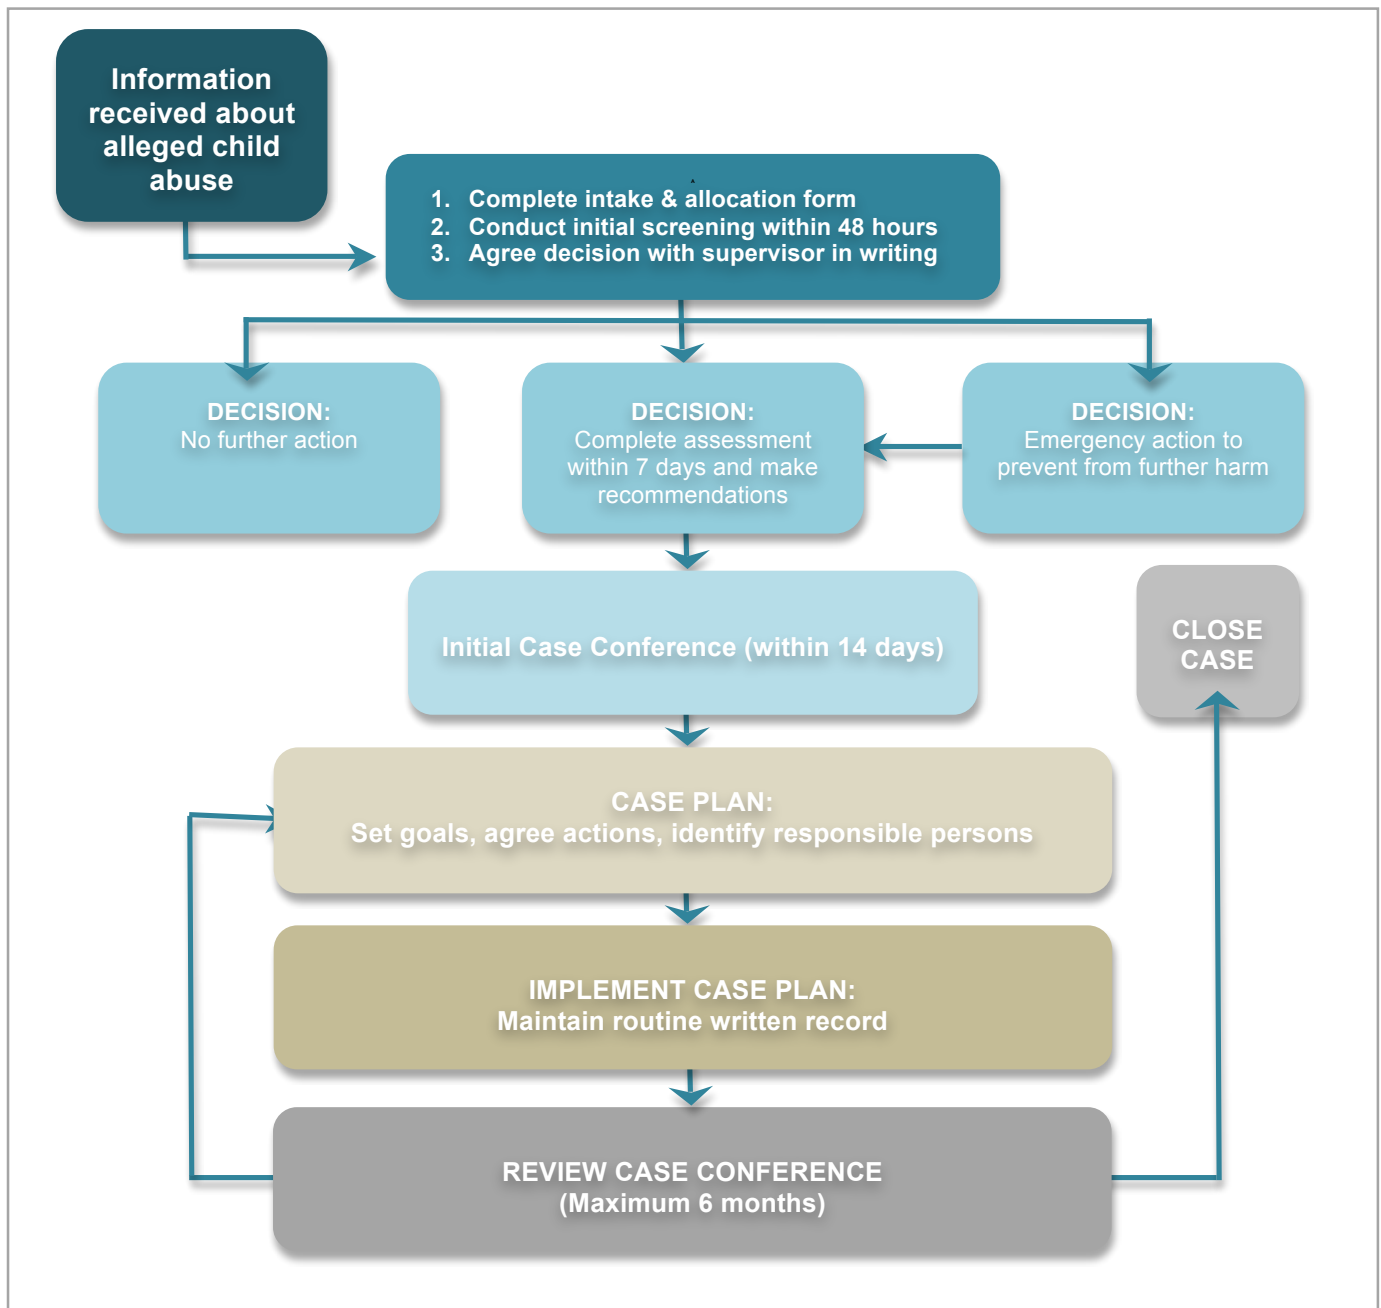 Information
received about
alleged child
abuse
1. Complete intake & allocation form
2. Conduct initial screening within 48 hours
3. Agree decision with supervisor in writing
DECISION:
No further action
DECISION:
Complete assessment
within 7 days and make
recommendations
DECISION:
Emergency action to
prevent from further harm
Initial Case Conference (within 14 days)
CLOSE
CASE
CASE PLAN:
Set goals, agree actions, identify responsible persons
IMPLEMENT CASE PLAN:
Maintain routine written record
REVIEW CASE CONFERENCE
(Maximum 6 months)